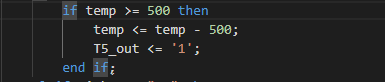 if temp >= 500 then
temp <= temp - 500;
T5_out <= '1';
end if;